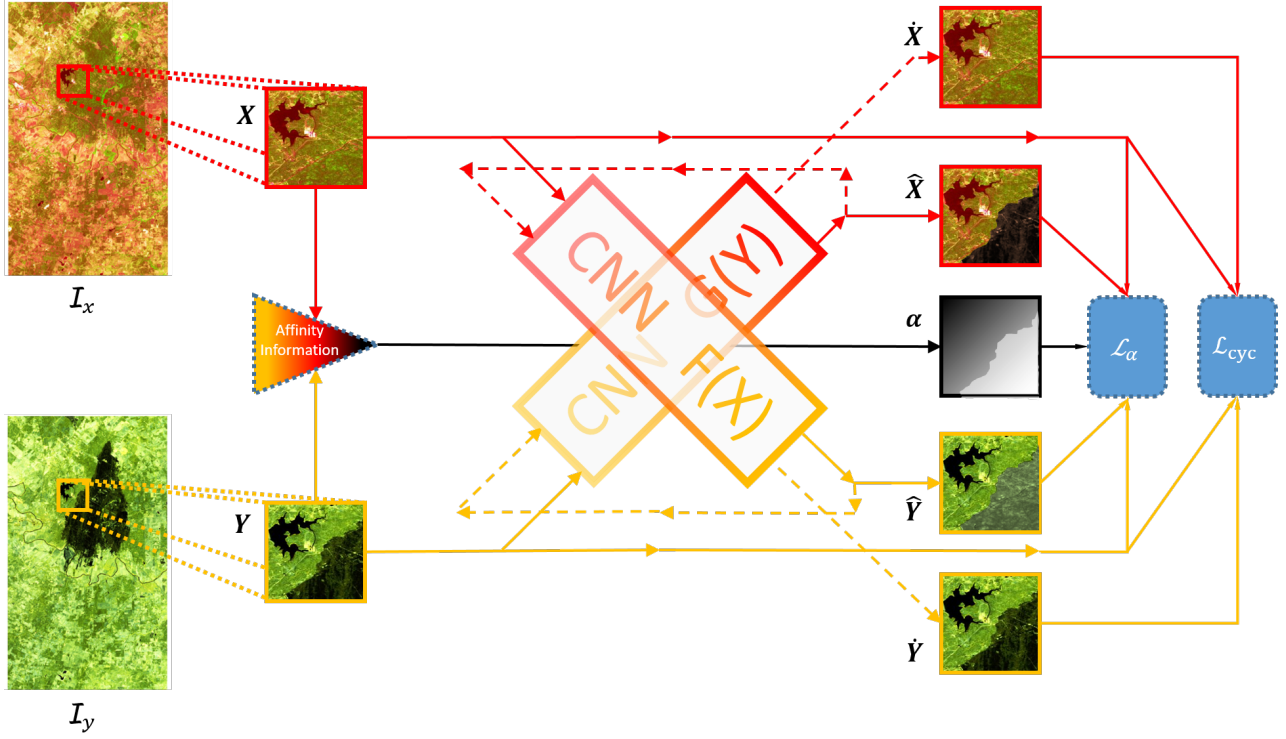 Ẋ
X
X̂
CNN G(Y)
ℐ𝓍
Affinity
Information
α
ℒα
ℒcyc
CNN F(X)
Y
Ŷ
Ẏ
ℐ𝓎